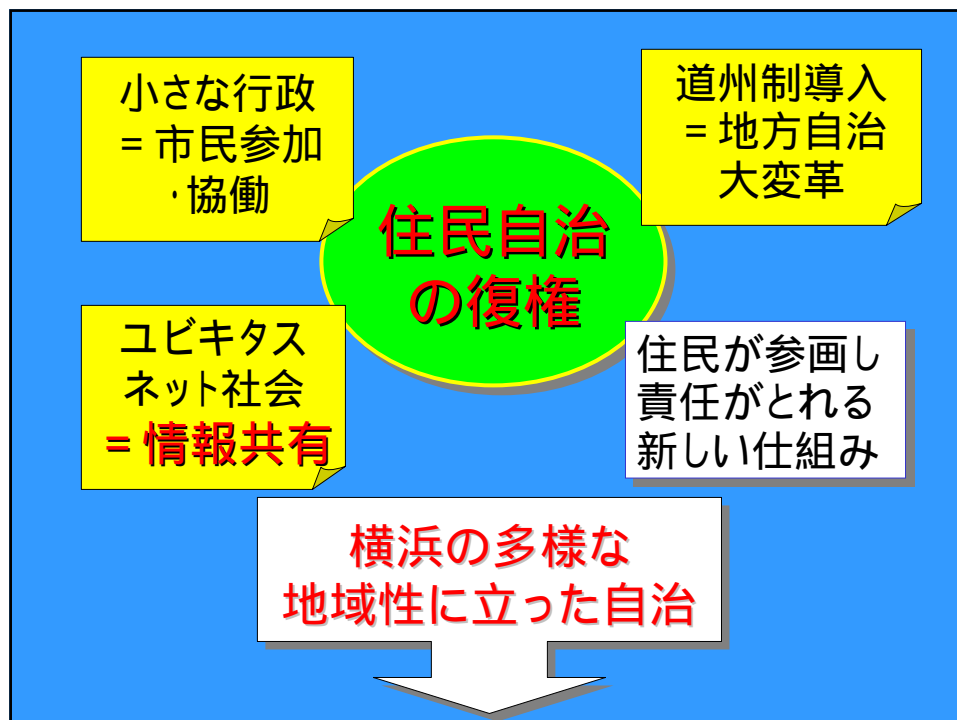 小さな行政
=市民参加
・協働
道州制導入
=地方自治
大変革
住民自治
の復権
ユビキタス
ネット社会
=情報共有
住民が参画し
責任がとれる
新しい仕組み
横浜の多様な
地域性に立った自治